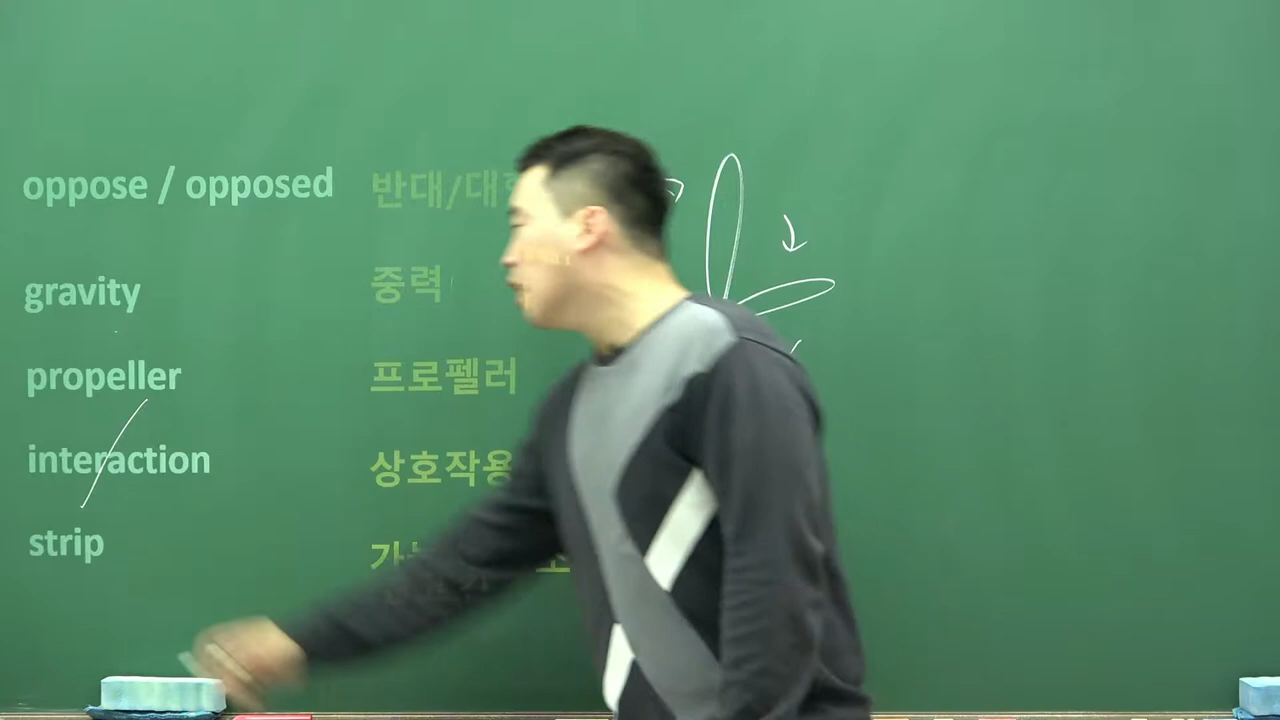 oppose / opposed 반대/대
gravity 중력
propeller 프로펠러
interaction 상호작용
strip